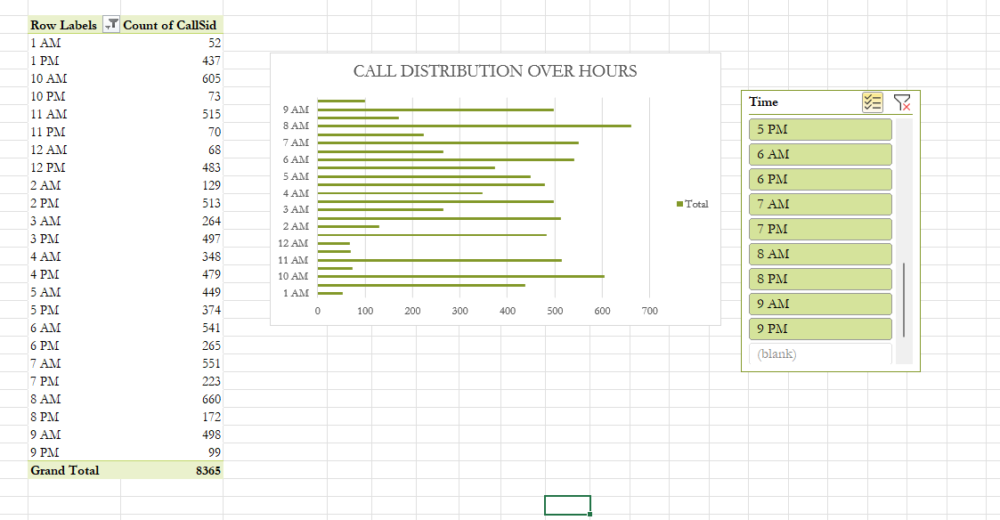 Row Labels Count of CallSid
1 AM 52
1 PM 437
10 AM 605
10 PM 73
11 AM 515
11 PM 70
12 AM 68
12 PM 483
2 AM 129
2 PM 513
3 AM 264
3 PM 497
4 AM 348
4 PM 479
5 AM 449
5 PM 374
6 AM 541
6 PM 265
7 AM 551
7 PM 223
8 AM 660
8 PM 172
9 AM 498
9 PM 99
Grand Total 8365
CALL DISTRIBUTION OVER HOURS
9 AM
8 AM
7 AM
6 AM
5 AM
4 AM
3 AM
2 AM
12 AM
11 AM
10 AM
1 AM
0 100 200 300 400 500 600 700
Total
Time
5 PM
6 AM
6 PM
7 AM
7 PM
8 AM
8 PM
9 AM
9 PM
(blank)